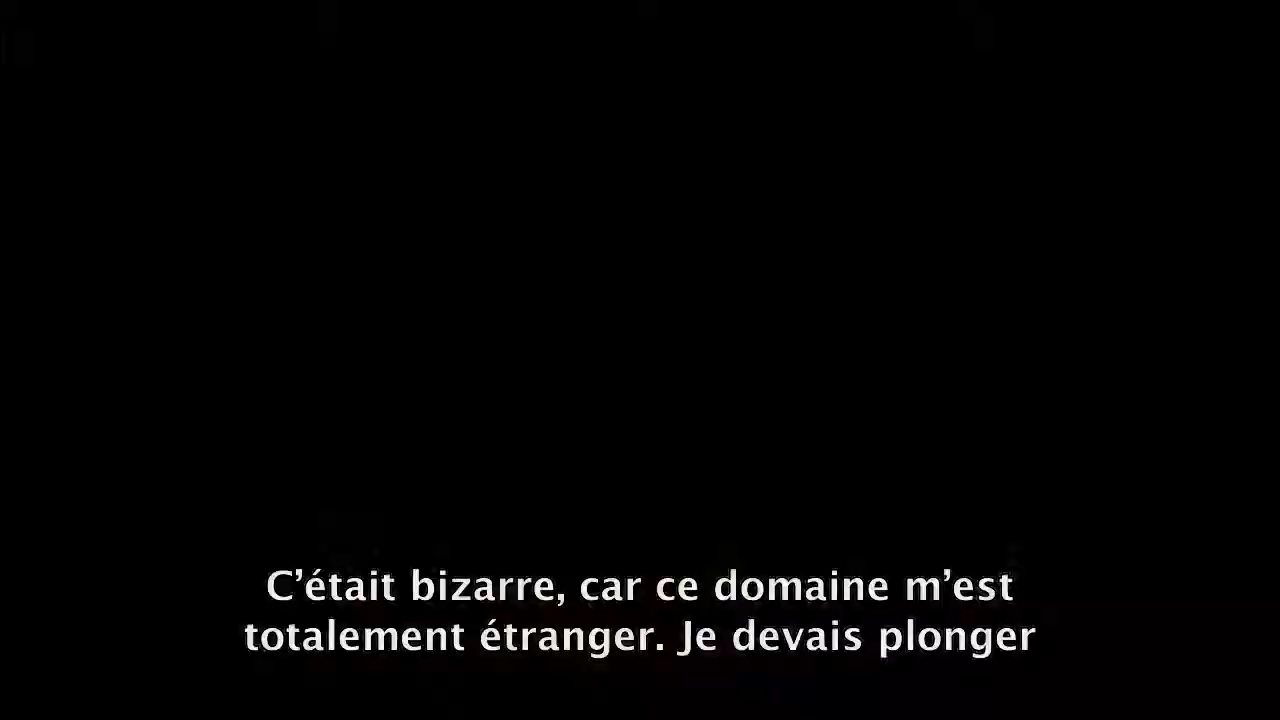 C’était bizarre, car ce domaine m’est
totalement étranger. Je devais plonger